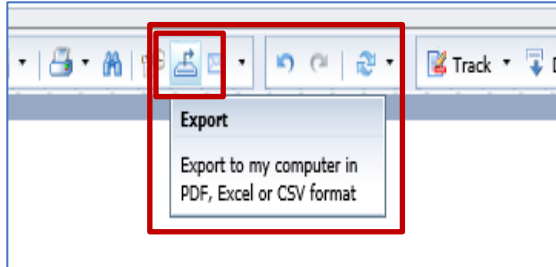 Track
Export
Export to my computer in
PDF, Excel or CSV format